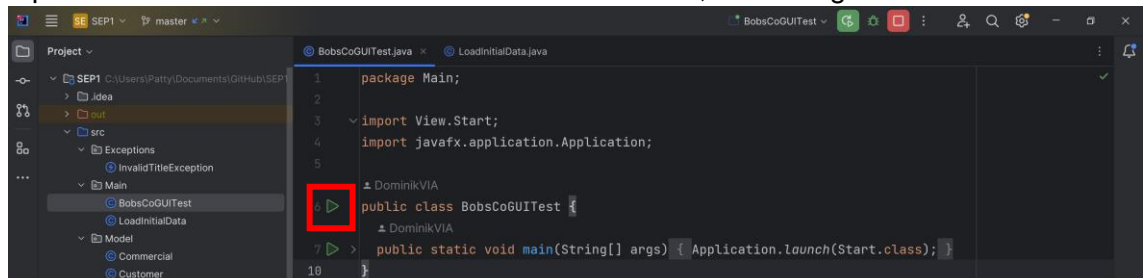 SE SEP1 master BobsCoGUITest
Project
BobsCoGUITest.java LoadInitialData.java
SEP1 C:\Users\Patty\Documents\GitHub\SEP1
.idea
out
src
Exceptions
InvalidTitleException
Main
BobsCoGUITest
LoadInitialData
Model
Commercial
Customer
1 package Main;
2
3 import View.Start;
4 import javafx.application.Application;
5
DominikVIA
6 public class BobsCoGUITest {
DominikVIA
7 public static void main(String[] args) { Application.launch(Start.class); }
10 }